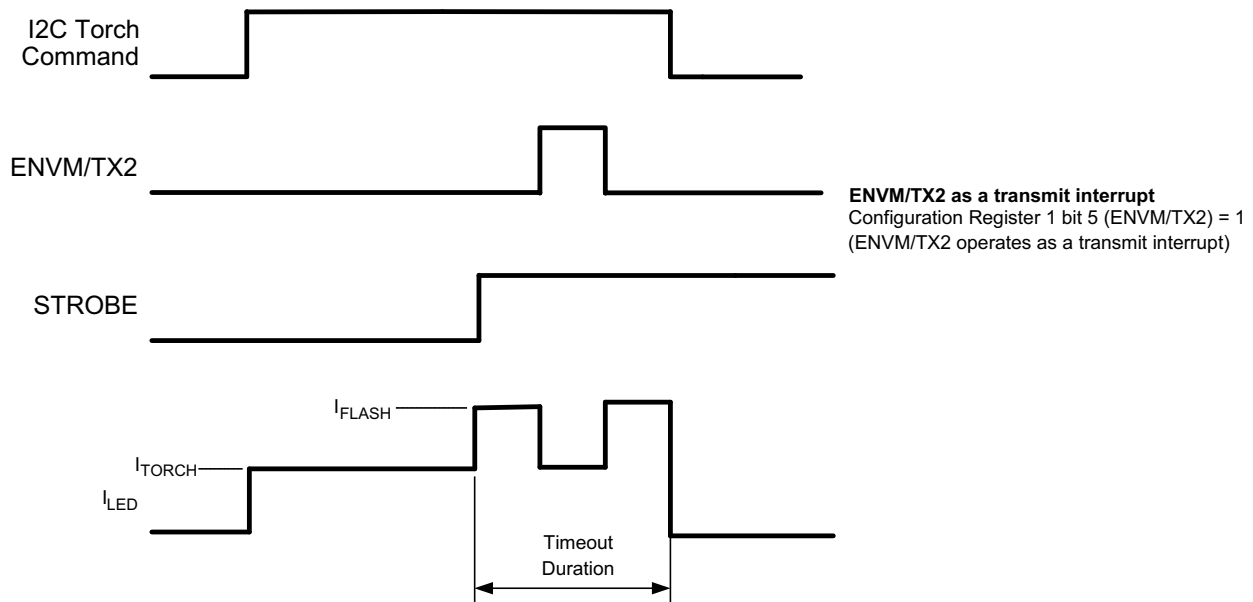 I2C Torch
Command
ENVM/TX2
ENVM/TX2 as a transmit interrupt
Configuration Register 1 bit 5 (ENVM/TX2) = 1
(ENVM/TX2 operates as a transmit interrupt)
STROBE
IFLASH
ITORCH
ILED
Timeout
Duration